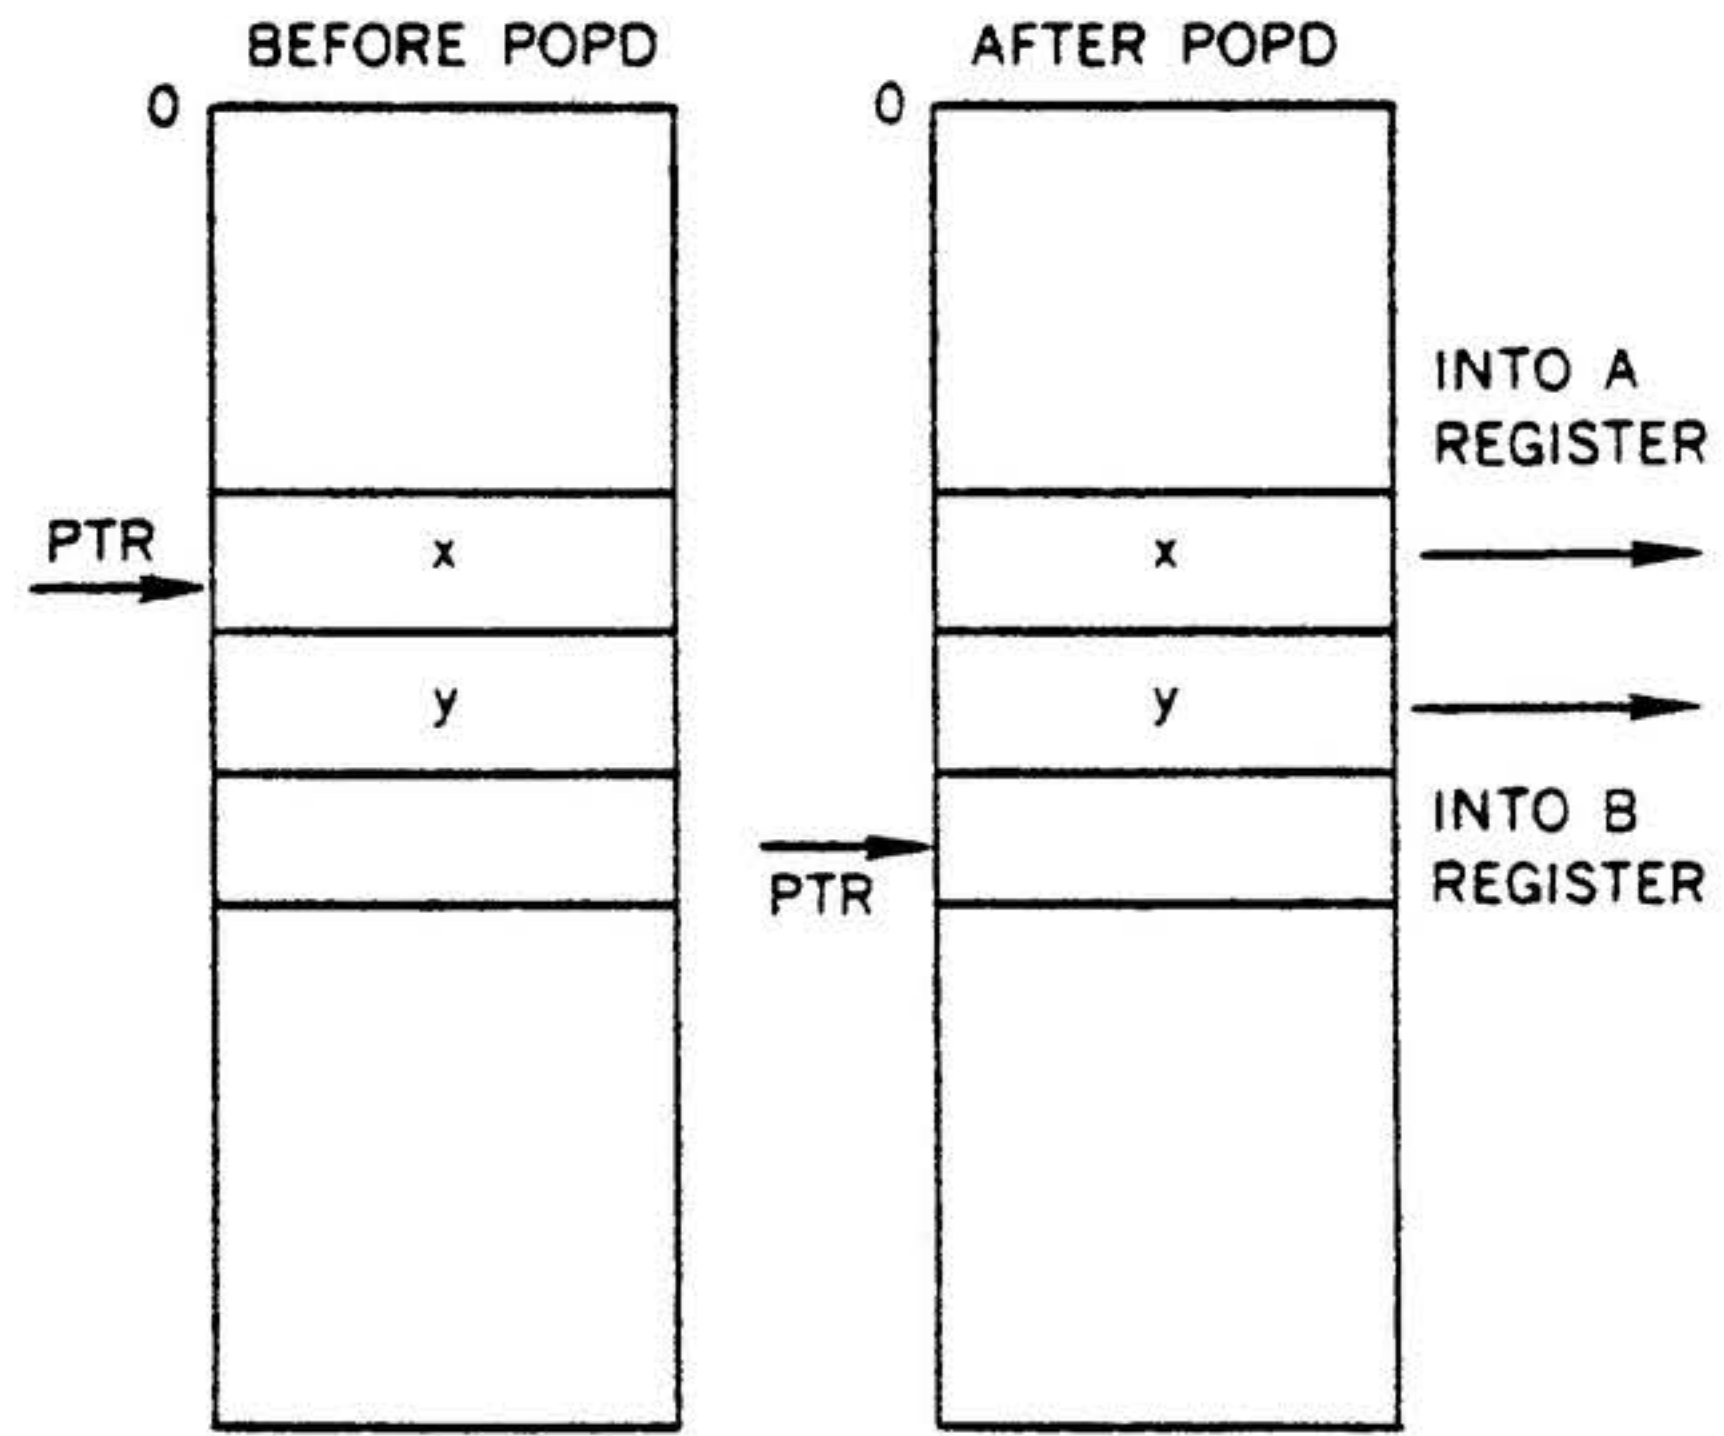 BEFORE POPD
AFTER POPD
0
0
INTO A
REGISTER
PTR
x
x
y
y
INTO B
REGISTER
PTR